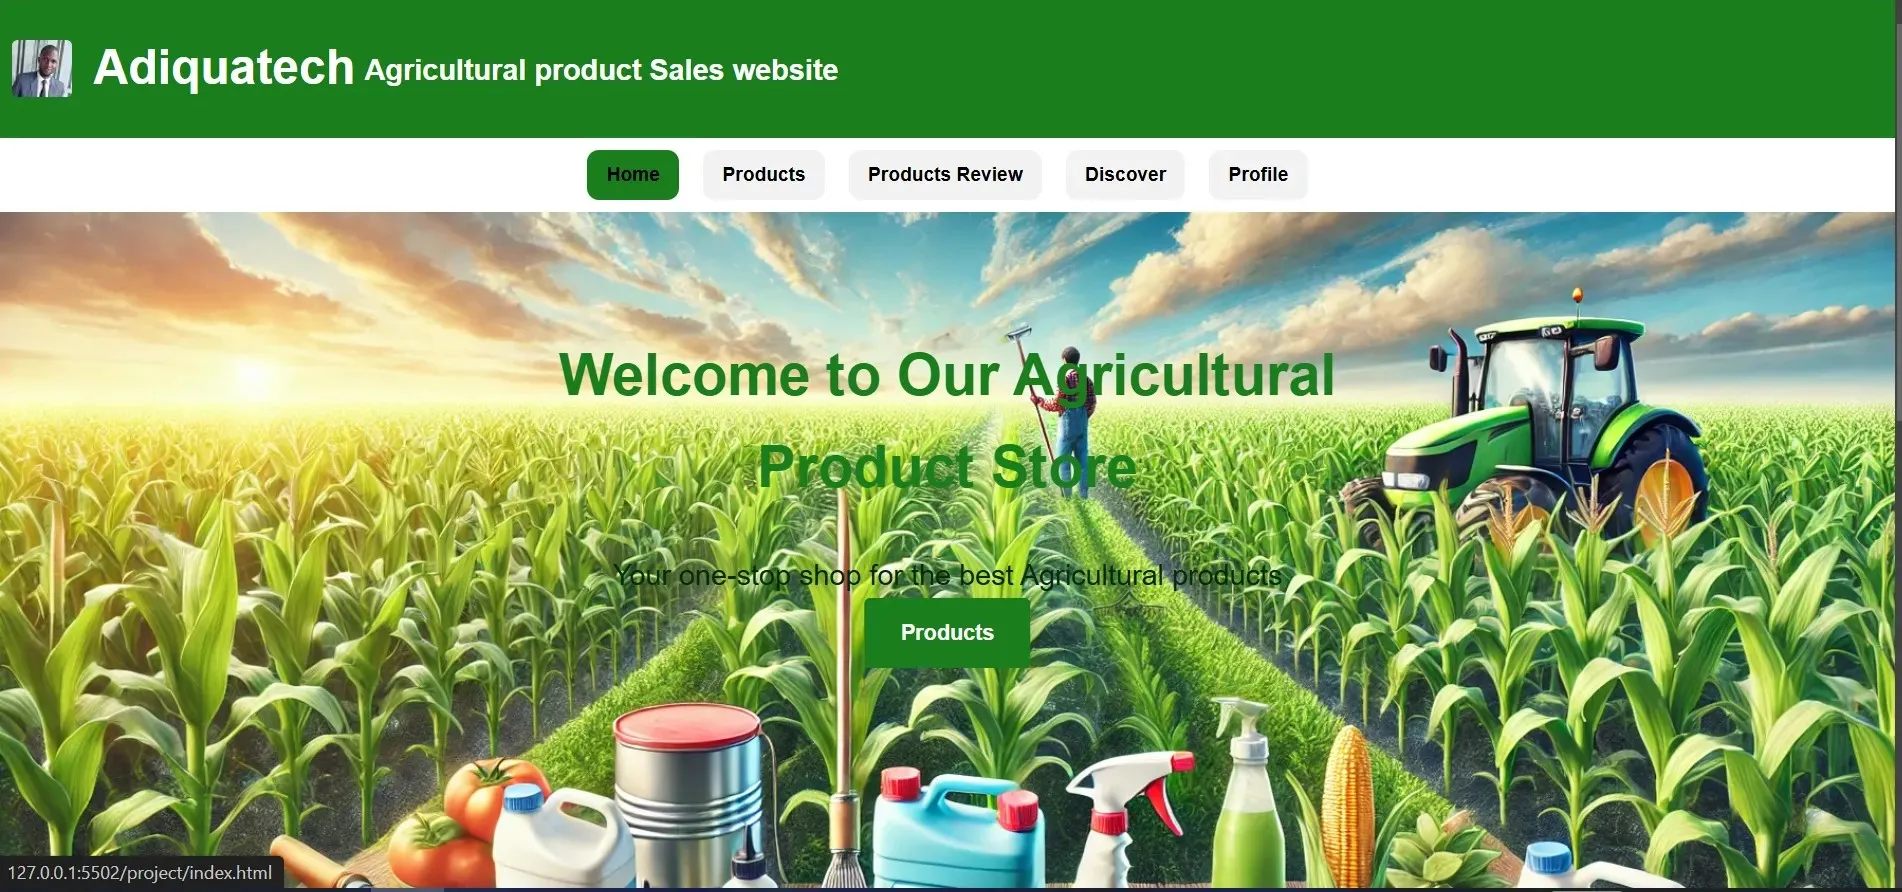 Adiquatech Agricultural product Sales website
Home Products Products Review Discover Profile
Welcome to Our Agricultural
Product Store
Your one-stop shop for the best Agricultural products
Products
127.0.0.1:5502/project/index.html